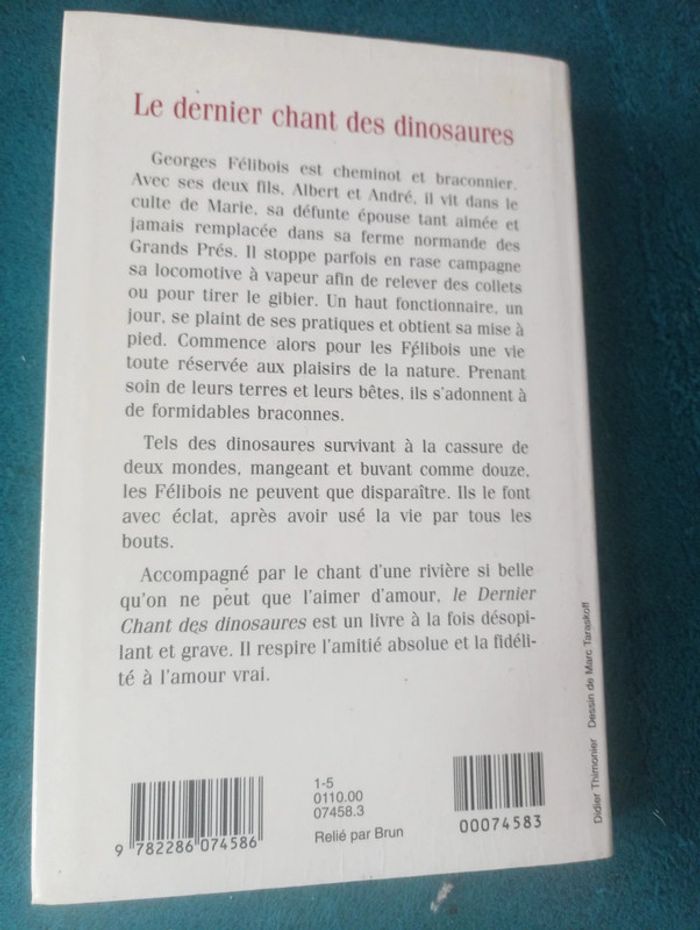 Le dernier chant des dinosaures
Georges Félibois est cheminot et braconnier.
Avec ses deux fils, Albert et André, il vit dans le
culte de Marie, sa défunte épouse tant aimée et
jamais remplacée dans sa ferme normande des
Grands Prés. Il stoppe parfois en rase campagne
sa locomotive à vapeur afin de relever des collets
ou pour tirer le gibier. Un haut fonctionnaire, un
jour, se plaint de ses pratiques et obtient sa mise à
pied. Commence alors pour les Félibois une vie
toute réservée aux plaisirs de la nature. Prenant
soin de leurs terres et leurs bêtes, ils s'adonnent à
de formidables braconnes.
Tels des dinosaures survivant à la cassure de
deux mondes, mangeant et buvant comme douze,
les Félibois ne peuvent que disparaître. Ils le font
avec éclat, après avoir usé la vie par tous les
bouts.
Accompagné par le chant d'une rivière si belle
qu'on ne peut que l'aimer d'amour, le Dernier
Chant des dinosaures est un livre à la fois désopi-
lant et grave. Il respire l'amitié absolue et la fidéli-
té à l'amour vrai.
9 782286 074586
1-5
0110.00
07458.3
Relié par Brun
00074583
Didier Thimonier Dessin de Marc Taraskoff